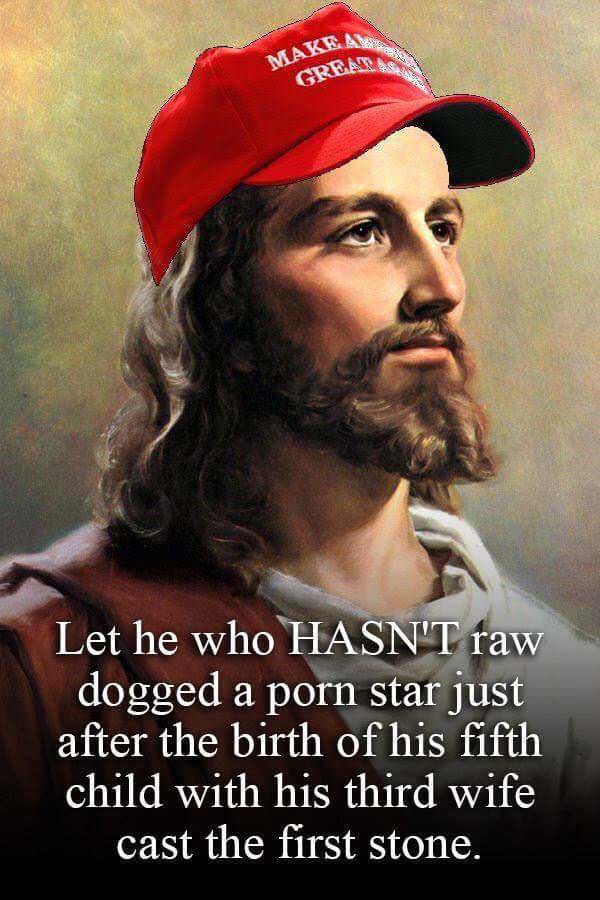 MAKE
GREAT
Let he who HASN'T raw
dogged a porn star just
after the birth of his fifth
child with his third wife
cast the first stone.